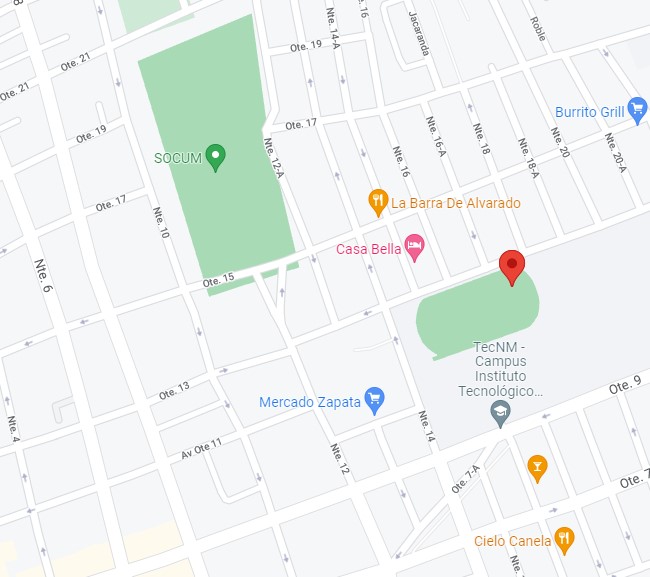 8
Nte. 14-A
Nte. 16
Jacaranda
Roble
Ote. 19
Ote. 21
Ote. 21
Burrito Grill
Ote. 17
Ote. 19
Nte. 12-A
Nte. 16
Nte. 16-A
Nte. 18
Nte. 18-A
Nte. 20
Nte. 20-A
SOCUM
Ote. 17
Nte. 10
La Barra De Alvarado
Casa Bella
Nte. 6
Ote. 15
TecNM -
Campus
Instituto
Tecnológico...
Ote. 13
Mercado Zapata
Ote. 9
Nte. 4
Av Ote 11
Nte. 12
Nte. 14
Ote. 7-A
Ote. 7
Cielo Canela
Nte. 16